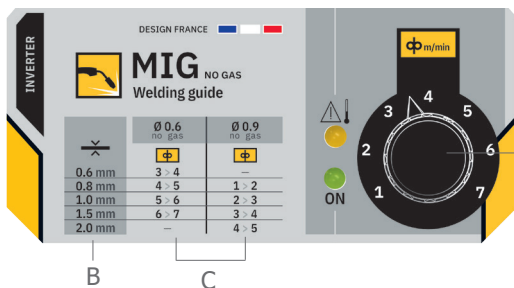 INVERTER
DESIGN FRANCE
MIG NO GAS
Welding guide
Ø 0.6 Ø 0.9
no gas no gas
0.6 mm 3 > 4 –
0.8 mm 4 > 5 1 > 2
1.0 mm 5 > 6 2 > 3
1.5 mm 6 > 7 3 > 4
2.0 mm – 4 > 5
ON
m/min
1 2 3 4 5 6 7
B
C